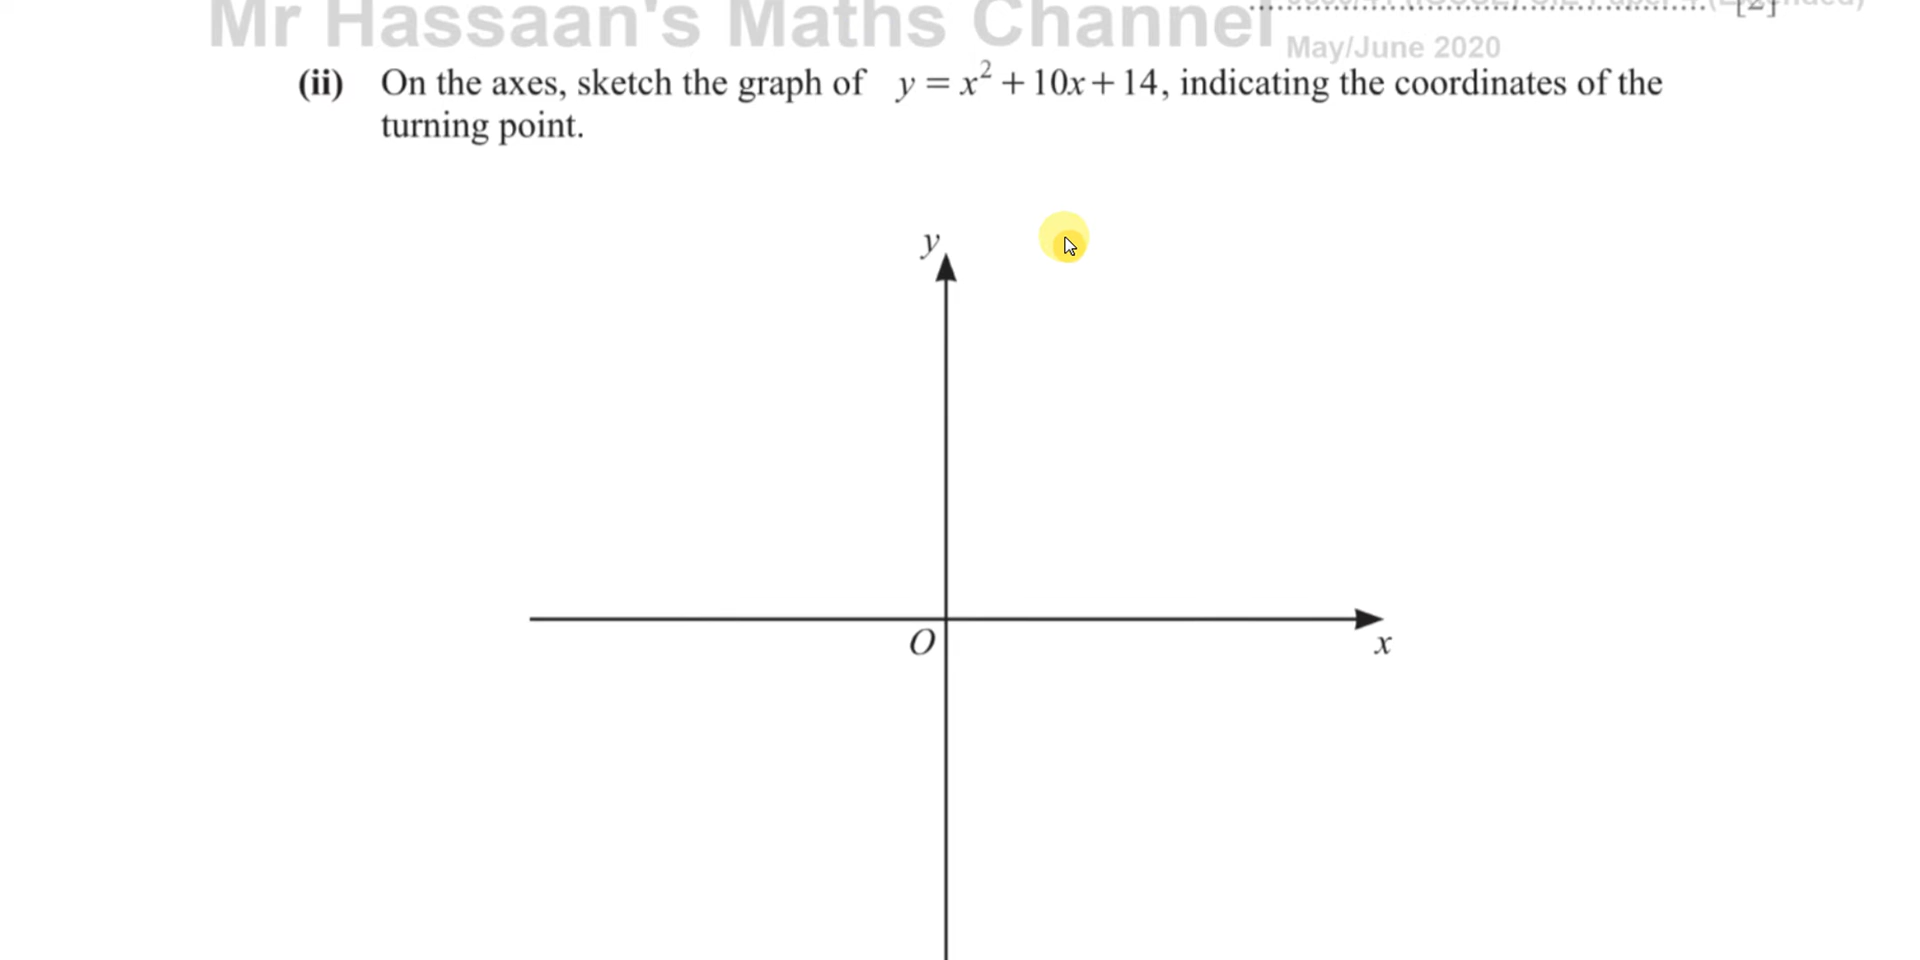 Mr Hassaan's Maths Channel
May/June 2020
[2]
(ii) On the axes, sketch the graph of y = x² + 10x + 14, indicating the coordinates of the
turning point.
y
O
x